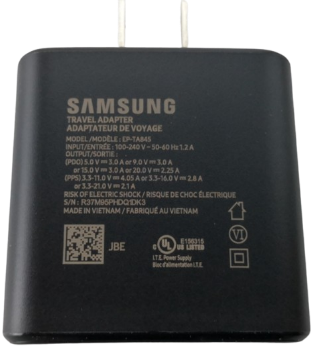 SAMSUNG
TRAVEL ADAPTER
ADAPTATEUR DE VOYAGE
MODEL/MODÈLE: EP-TA845
INPUT/ENTRÉE: 100-240 V ~ 50-60 Hz 1.2 A
OUTPUT/SORTIE:
(PDO) 5.0 V⎓3.0 A or 9.0 V⎓3.0 A
or 15.0 V⎓3.0 A or 20.0 V⎓2.25 A
(PPS) 3.3-11.0 V⎓4.05 A or 3.3-16.0 V⎓2.8 A
or 3.3-21.0 V⎓2.1 A
RISK OF ELECTRIC SHOCK / RISQUE DE CHOC ÉLECTRIQUE
S/N:
MADE IN VIETNAM / FABRIQUÉ AU VIETNAM
JBE
c UL US LISTED
I.T.E. Power Supply
Bloc d'alimentation I.T.E.
VI